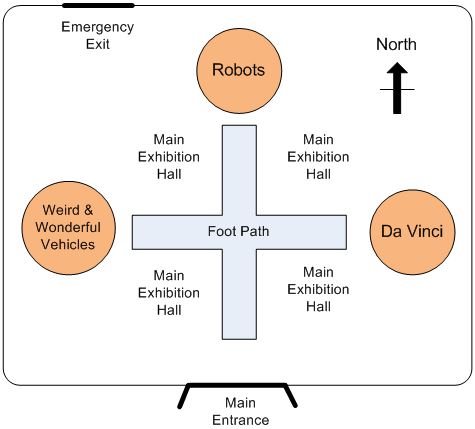 Emergency
Exit
Robots
North
Main
Exhibition
Hall
Main
Exhibition
Hall
Weird &
Wonderful
Vehicles
Foot Path
Da Vinci
Main
Exhibition
Hall
Main
Exhibition
Hall
Main
Entrance